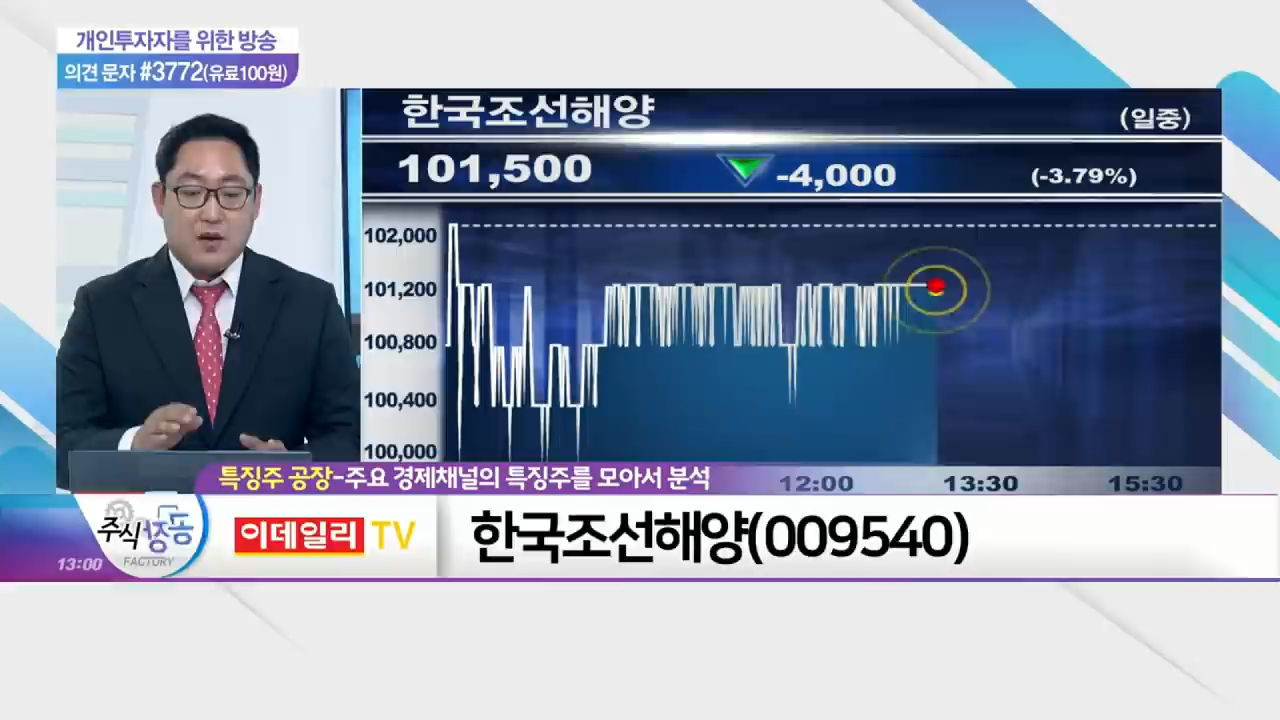 개인투자자를 위한 방송
의견 문자 #3772(유료100원)
한국조선해양
(일중)
101,500
-4,000
(-3.79%)
102,000
101,200
100,800
100,400
100,000
12:00
13:30
15:30
특징주 공장-주요 경제채널의 특징주를 모아서 분석
주식
FACTORY
13:00
이데일리 TV
한국조선해양(009540)